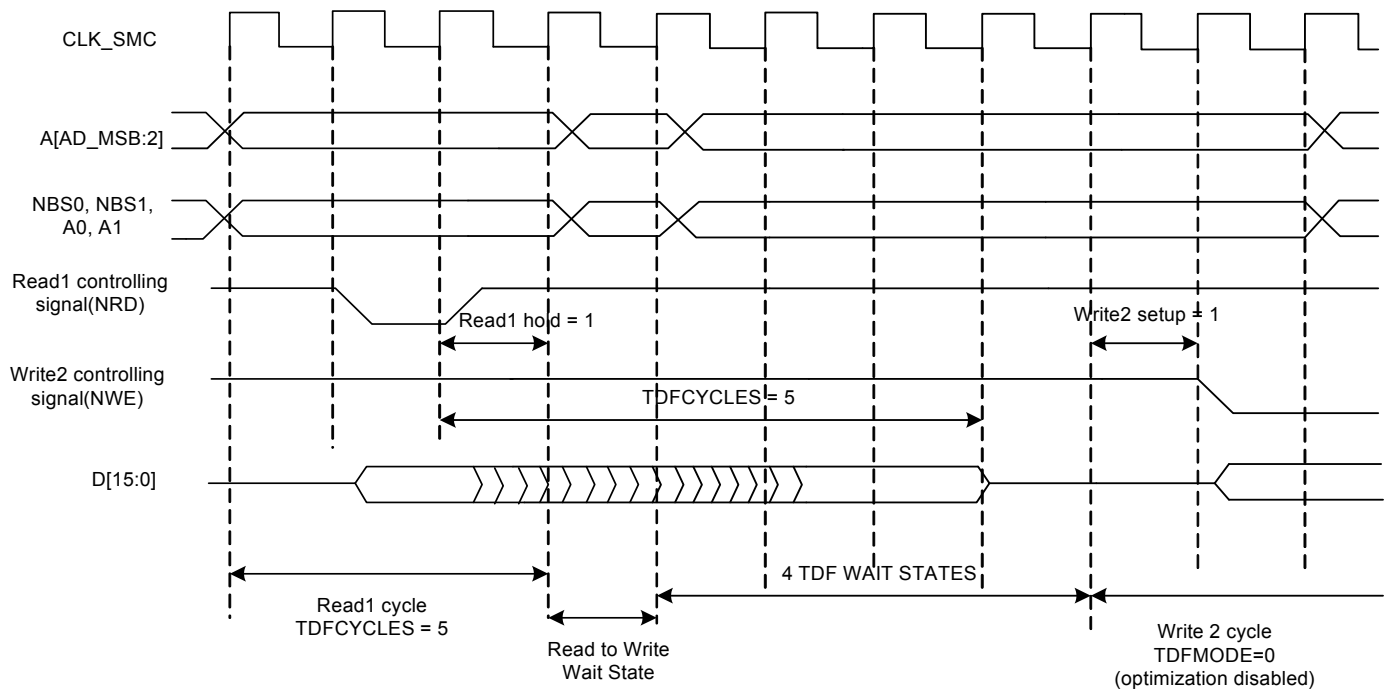 CLK_SMC
A[AD_MSB:2]
NBS0, NBS1,
A0, A1
Read1 controlling
signal(NRD)
Read1 hold = 1
Write2 setup = 1
Write2 controlling
signal(NWE)
TDFCYCLES = 5
D[15:0]
4 TDF WAIT STATES
Read1 cycle
TDFCYCLES = 5
Read to Write
Wait State
Write 2 cycle
TDFMODE=0
(optimization disabled)